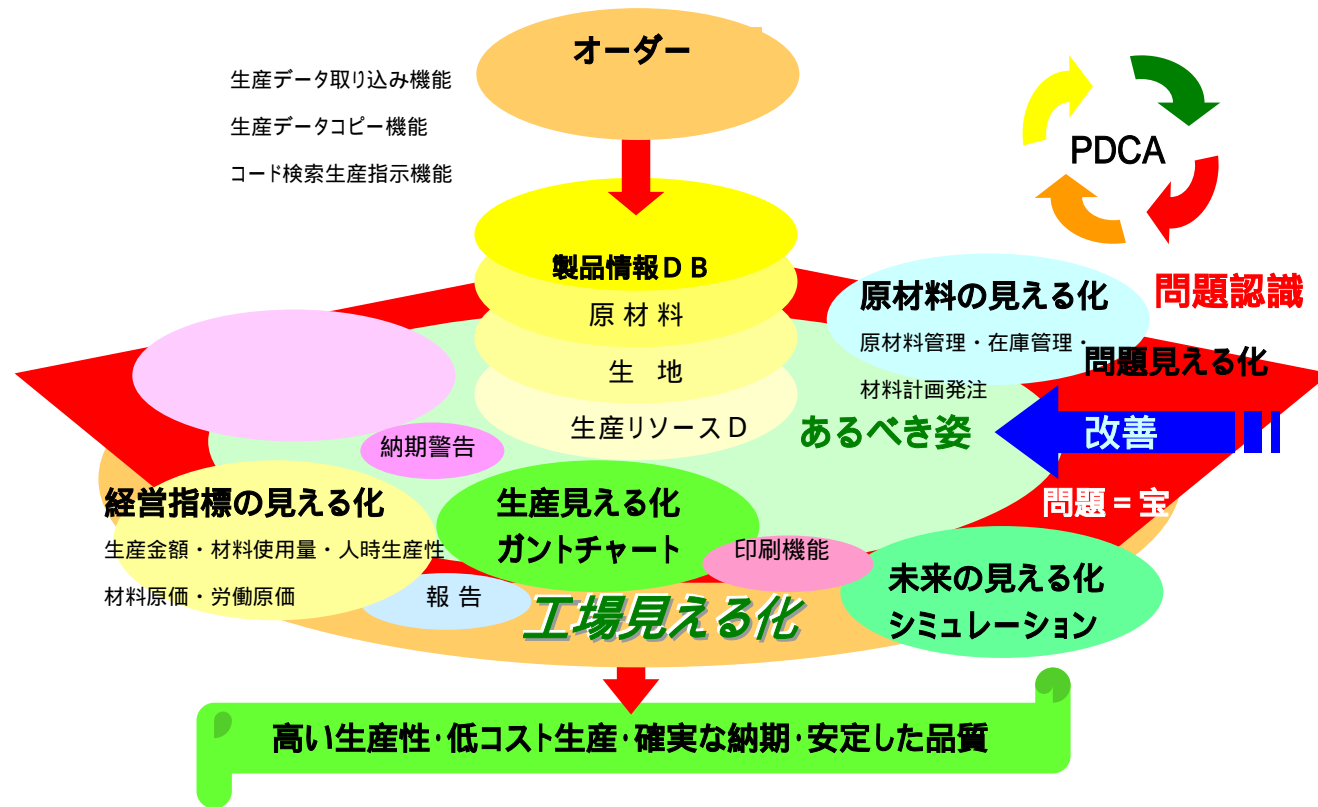 オーダー
生産データ取り込み機能
生産データコピー機能
コード検索生産指示機能
PDCA
製品情報ＤＢ
原 材 料
生 地
生産リソースＤ
原材料の見える化
原材料管理・在庫管理・
材料計画発注
問題認識
問題見える化
あるべき姿
改善
問題＝宝
納期警告
経営指標の見える化
生産金額・材料使用量・人時生産性
材料原価・労働原価
生産見える化
ガントチャート
印刷機能
報 告
未来の見える化
シミュレーション
工場見える化
高い生産性・低コスト生産・確実な納期・安定した品質